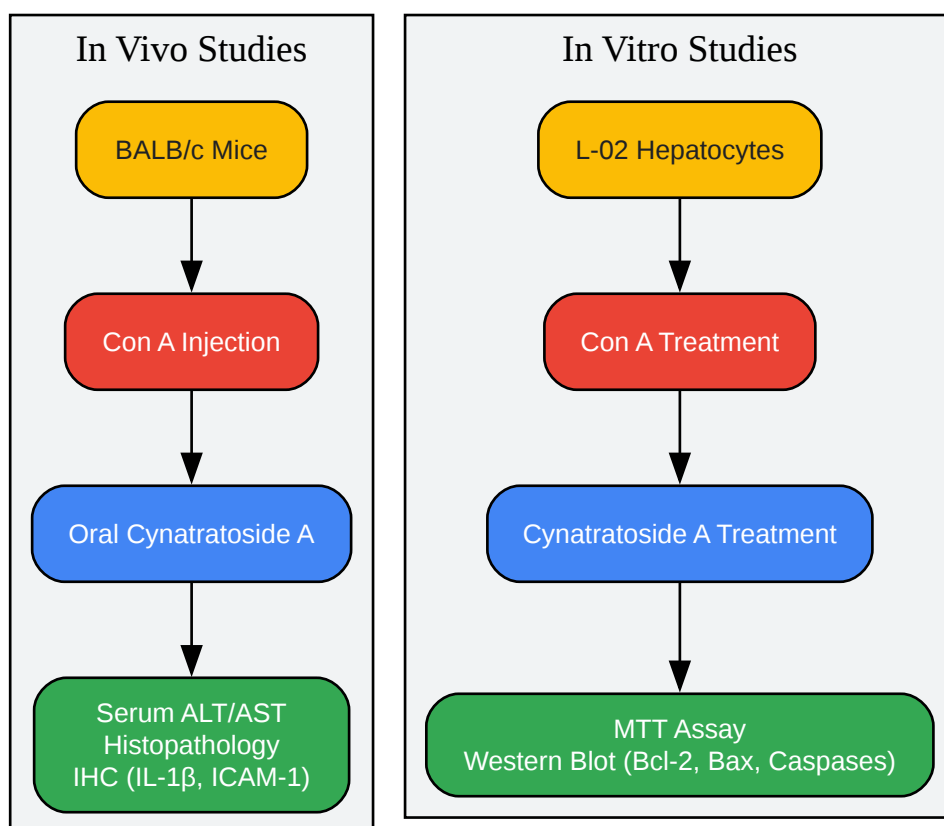 In Vivo Studies
BALB/c Mice
Con A Injection
Oral Cynatratoside A
Serum ALT/AST
Histopathology
IHC (IL-1β, ICAM-1)
In Vitro Studies
L-02 Hepatocytes
Con A Treatment
Cynatratoside A Treatment
MTT Assay
Western Blot (Bcl-2, Bax, Caspases)